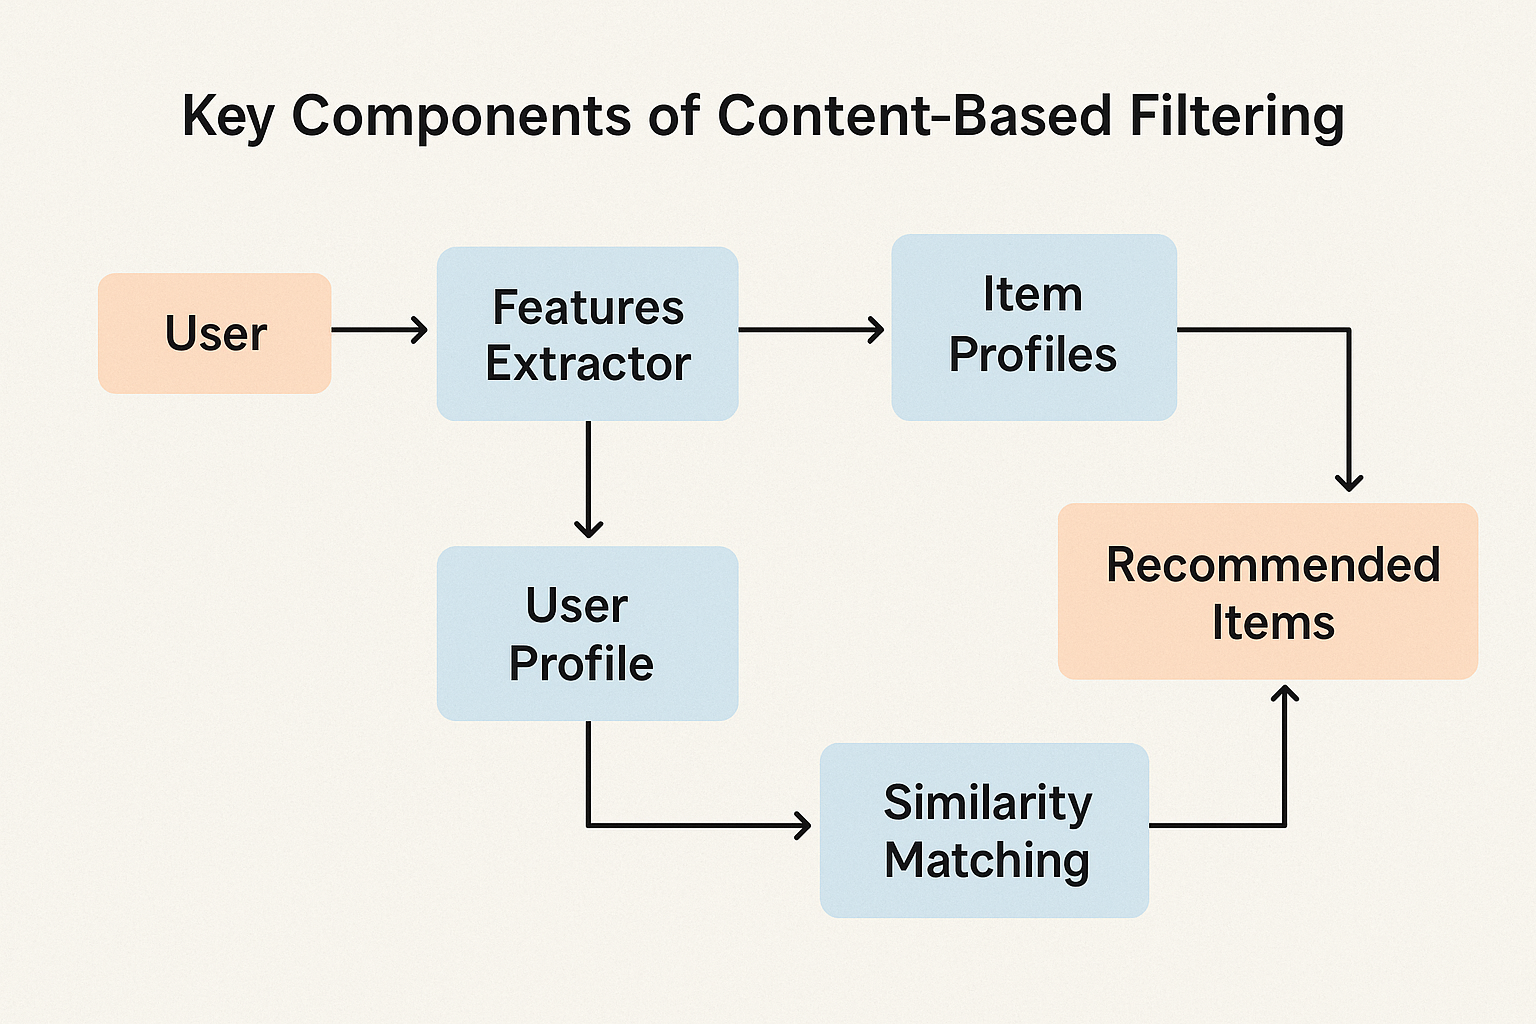 Key Components of Content-Based Filtering
User
Features
Extractor
Item
Profiles
User
Profile
Recommended
Items
Similarity
Matching